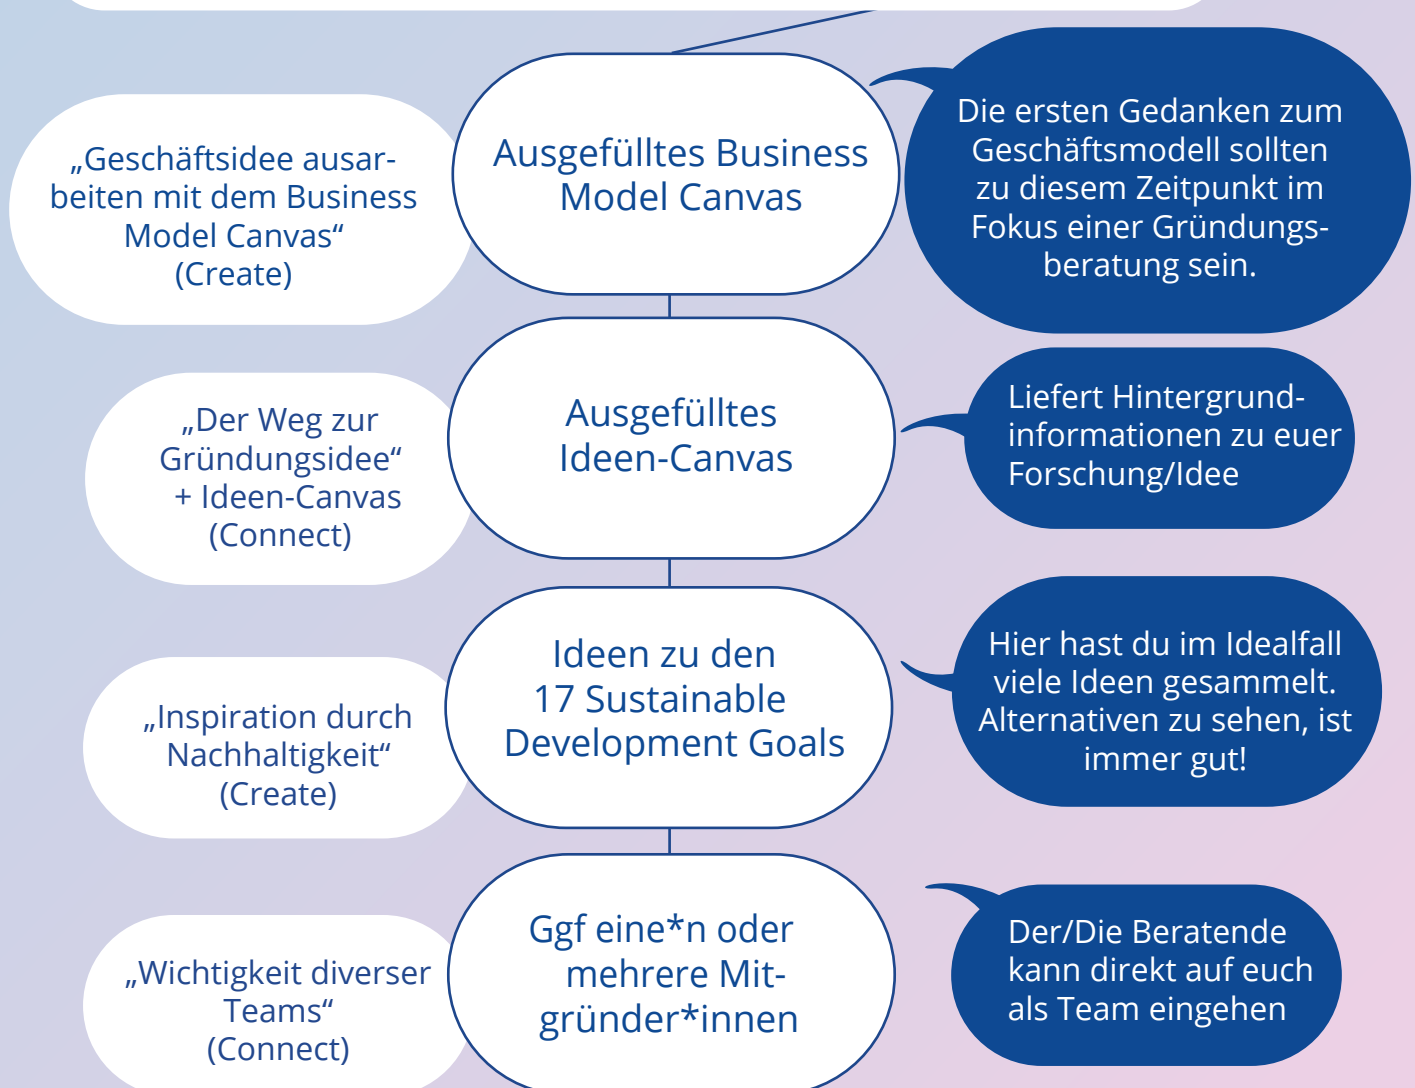 „Geschäftsidee ausar-
beiten mit dem Business
Model Canvas“
(Create)
Ausgefülltes Business
Model Canvas
Die ersten Gedanken zum
Geschäftsmodell sollten
zu diesem Zeitpunkt im
Fokus einer Gründungs-
beratung sein.
„Der Weg zur
Gründungsidee“
+ Ideen-Canvas
(Connect)
Ausgefülltes
Ideen-Canvas
Liefert Hintergrund-
informationen zu euer
Forschung/Idee
„Inspiration durch
Nachhaltigkeit“
(Create)
Ideen zu den
17 Sustainable
Development Goals
Hier hast du im Idealfall
viele Ideen gesammelt.
Alternativen zu sehen, ist
immer gut!
„Wichtigkeit diverser
Teams“
(Connect)
Ggf eine*n oder
mehrere Mit-
gründer*innen
Der/Die Beratende
kann direkt auf euch
als Team eingehen